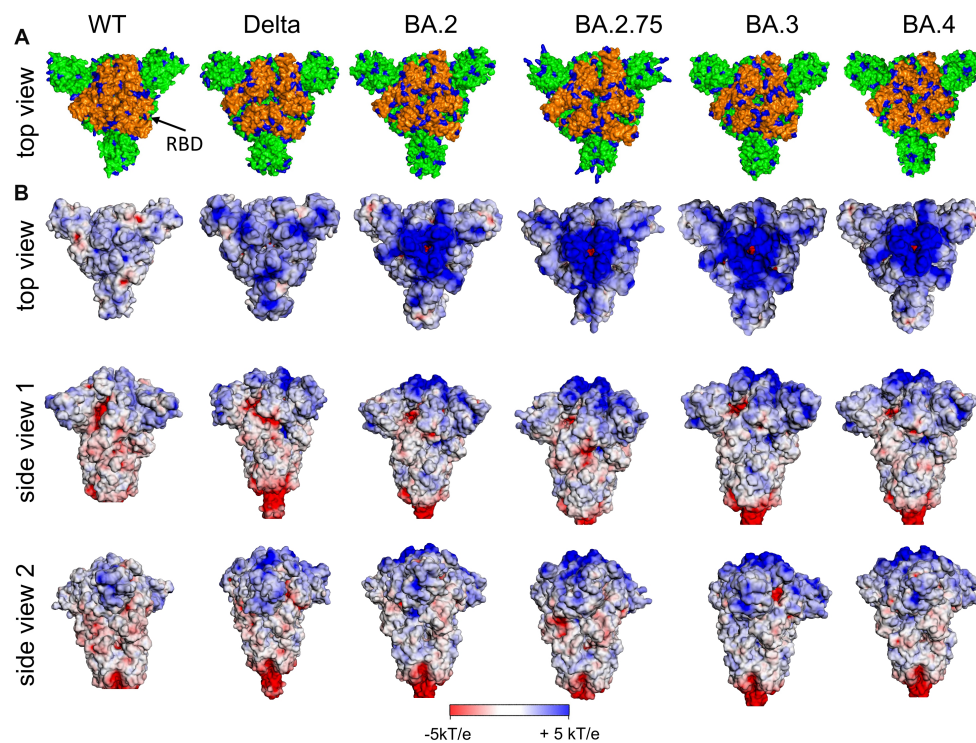 WT Delta BA.2 BA.2.75 BA.3 BA.4
A
top view
RBD
B
top view
side view 1
side view 2
-5kT/e + 5 kT/e